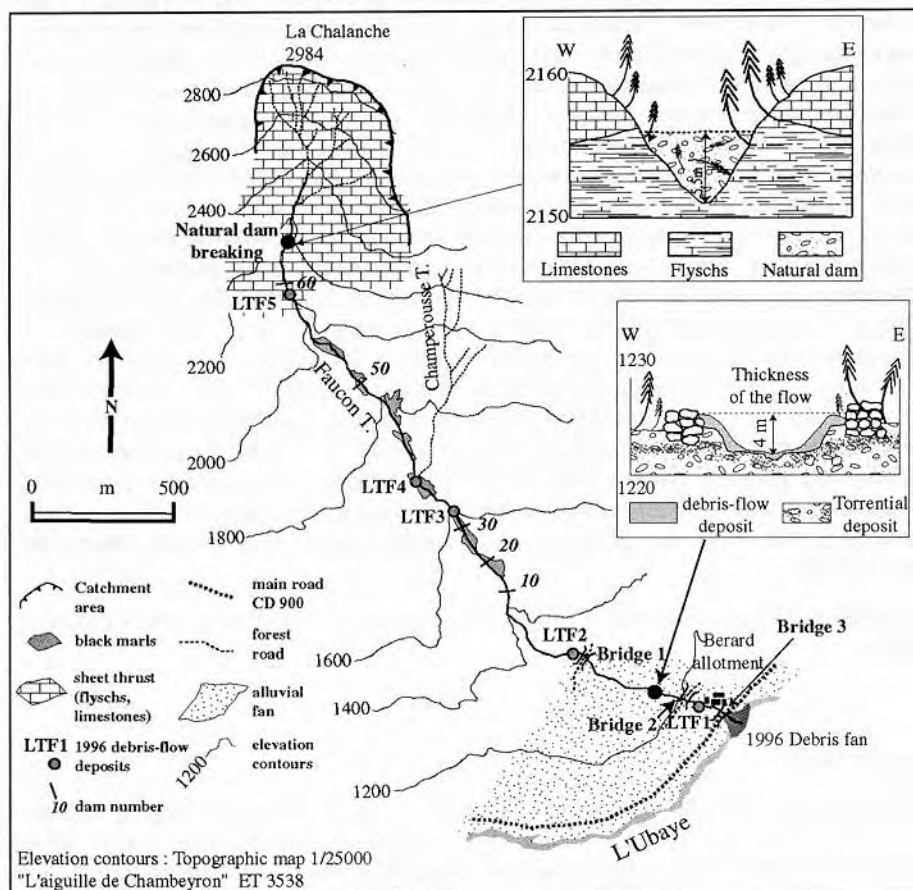 La Chalanche
2984
2800
2600
2400
Natural dam
breaking
60
LTF5
2200
50
Faucon T.
Champerousse T.
2000
LTF4
LTF3
1800
30
20
10
1600
LTF2
Bridge 1
Berard
allotment
Bridge 3
1400
Bridge 2
LTF1
1996 Debris fan
1200
L'Ubaye
N
0 m 500
W E
2160
5 m
2150
Limestones Flyschs Natural dam
W E
1230
Thickness
of the flow
4 m
1220
debris-flow
deposit
Torrential
deposit
Catchment
area
main road
CD 900
black marls
forest
road
sheet thrust
(flyschs,
limestones)
alluvial
fan
LTF1 1996 debris-flow
deposits
1200
elevation
contours
10 dam number
Elevation contours : Topographic map 1/25000
"L'aiguille de Chambeyron" ET 3538